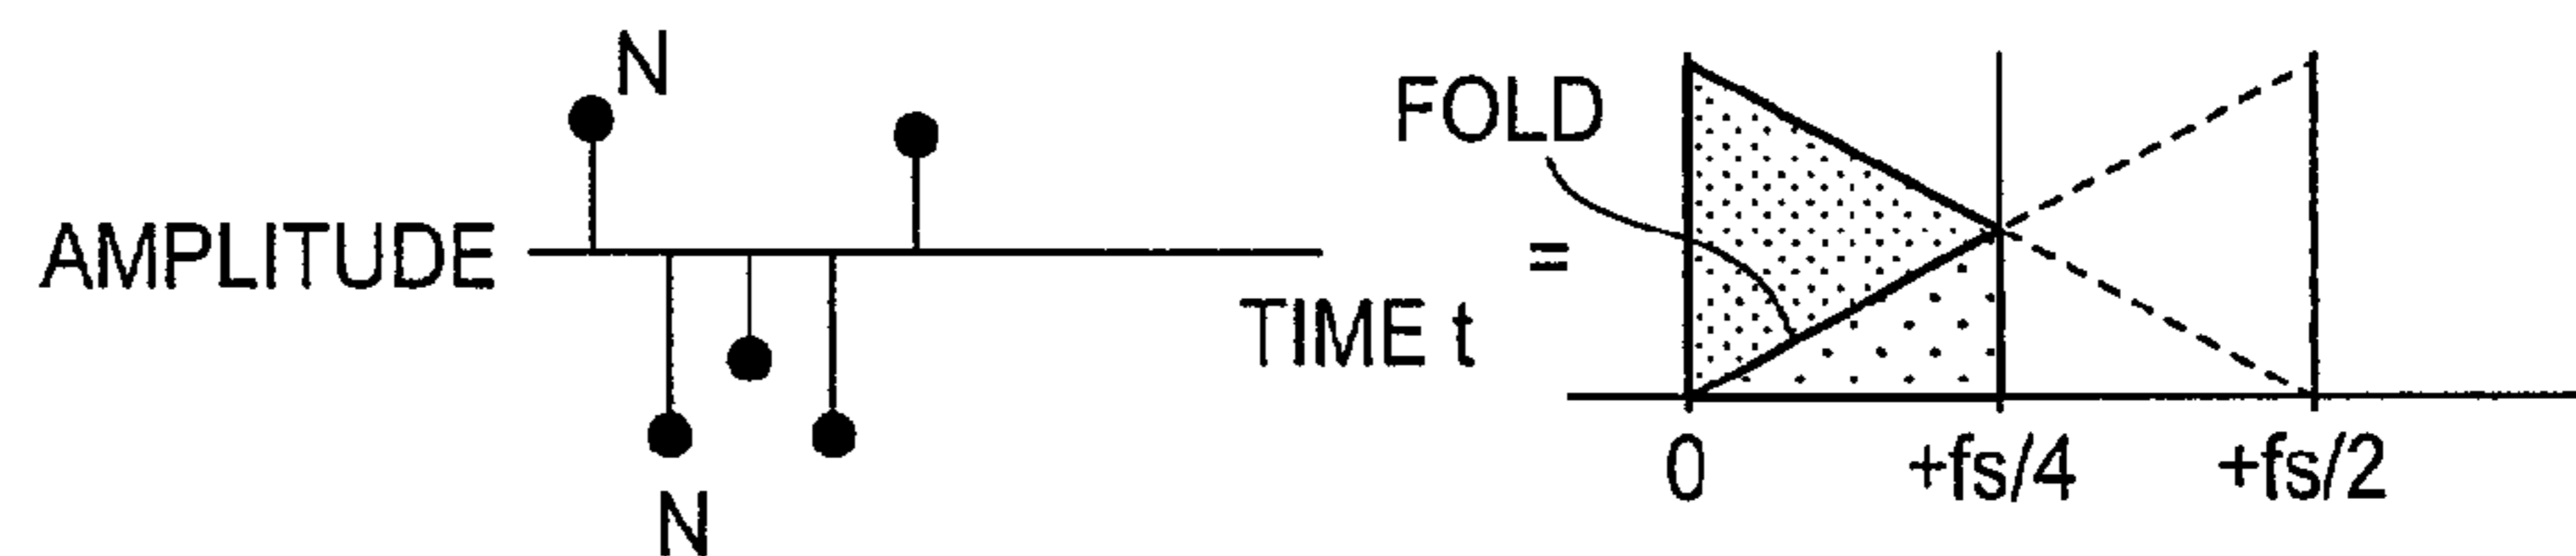 N
AMPLITUDE
TIME t
N
FOLD
=
0
+fs/4
+fs/2